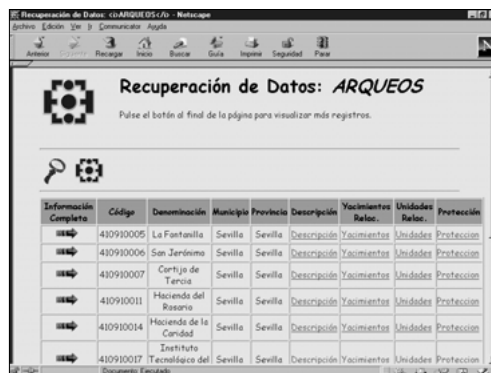 Recuperación de Datos: <i>ARQUEOS</i> - Netscape
Archivo Edición Ver Ir Communicator Ayuda
Anterior Siguiente Recargar Inicio Buscar Guía Imprimir Seguridad Parar
Recuperación de Datos: ARQUEOS
Pulse el botón al final de la página para visualizar más registros.
Información Completa Código Denominación Municipio Provincia Descripción Yacimientos Relac. Unidades Relac. Protección
410910005 La Fontanilla Sevilla Sevilla Descripción Yacimientos Unidades Proteccion
410910006 San Jerónimo Sevilla Sevilla Descripción Yacimientos Unidades Proteccion
410910007 Cortijo de Tercia Sevilla Sevilla Descripción Yacimientos Unidades Proteccion
410910011 Hacienda del Rosario Sevilla Sevilla Descripción Yacimientos Unidades Proteccion
410910014 Hacienda de la Caridad Sevilla Sevilla Descripción Yacimientos Unidades Proteccion
410910017 Instituto Tecnológico del Sevilla Sevilla Descripción Yacimientos Unidades Proteccion
Documento: Ejecutado